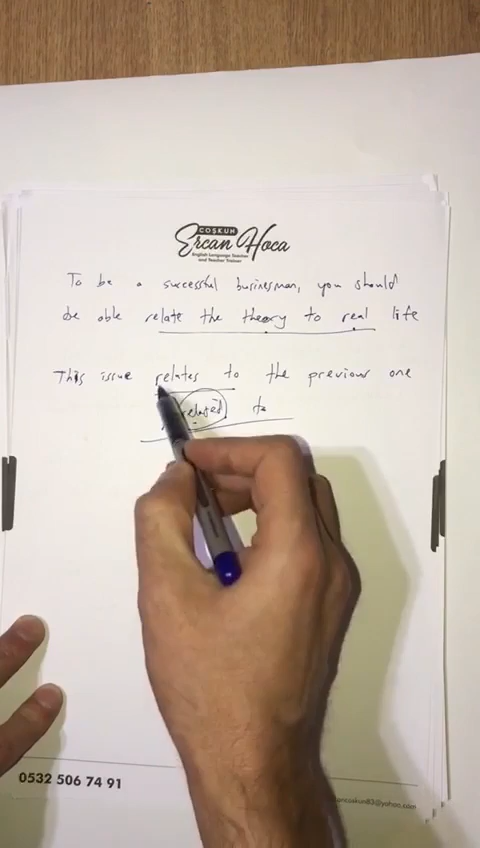 COŞKUN
Ercan Hoca
English Language Teacher
and Teacher Trainer
To be a successful businesman, you should
be able relate the theory to real life
This issue relates to the previous one
related to
0532 506 74 91